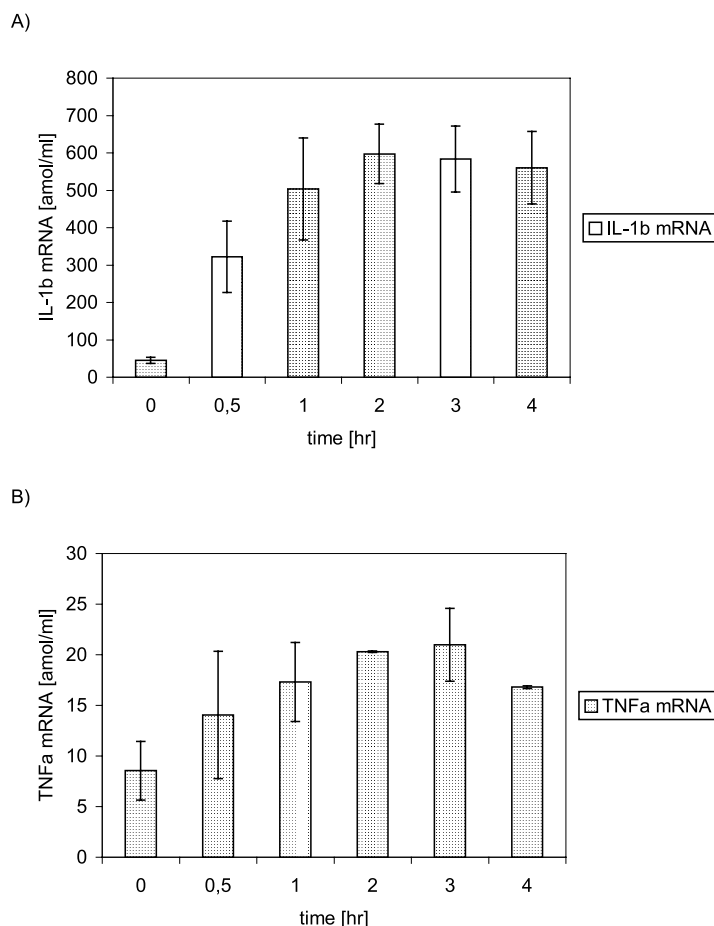 A)
IL-1b mRNA [amol/ml]
800
700
600
500
400
300
200
100
0
0 0,5 1 2 3 4
time [hr]
IL-1b mRNA
B)
TNFa mRNA [amol/ml]
30
25
20
15
10
5
0
0 0,5 1 2 3 4
time [hr]
TNFa mRNA